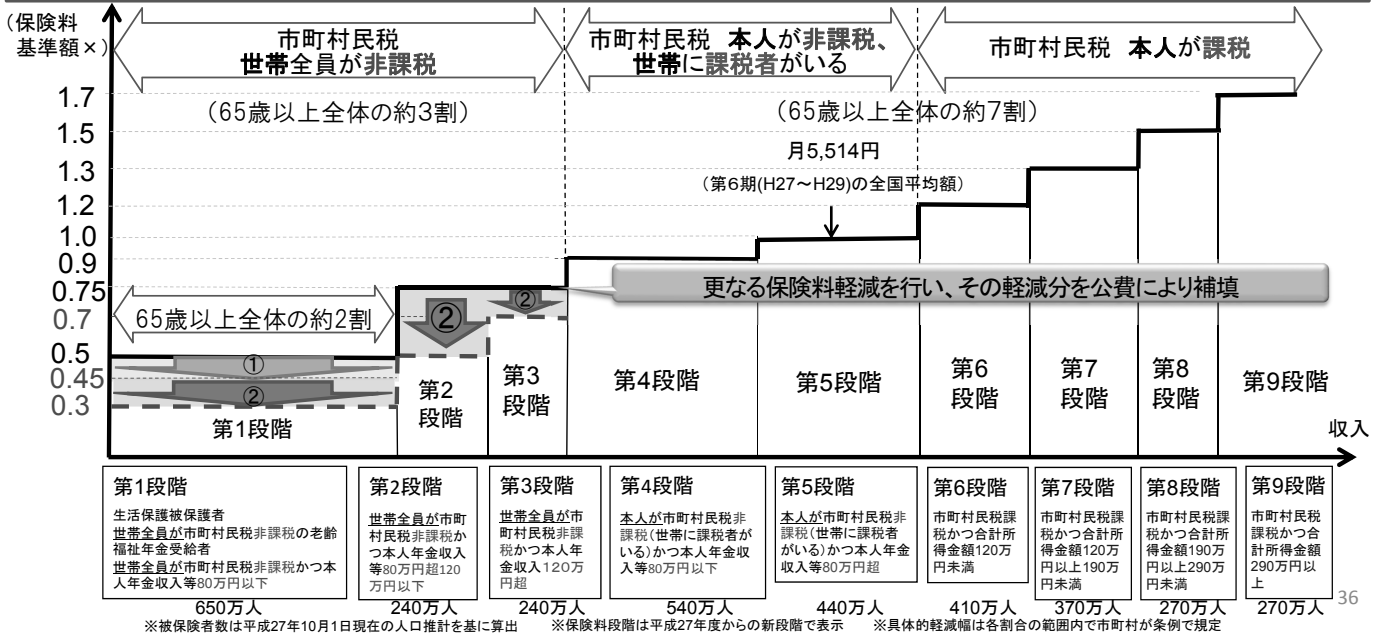 (保険料
基準額×)
市町村民税
世帯全員が非課税
市町村民税 本人が非課税、
世帯に課税者がいる
市町村民税 本人が課税
(65歳以上全体の約3割)
(65歳以上全体の約7割)
1.7
1.5
1.3
1.2
1.0
0.9
0.75
0.7
0.5
0.45
0.3
月5,514円
(第6期(H27~H29)の全国平均額)
更なる保険料軽減を行い、その軽減分を公費により補填
65歳以上全体の約2割
①
②
②
②
第1段階
第2
段階
第3
段階
第4段階
第5段階
第6
段階
第7
段階
第8
段階
第9段階
収入
第1段階
生活保護被保護者
世帯全員が市町村民税非課税の老齢
福祉年金受給者
世帯全員が市町村民税非課税かつ本
人年金収入等80万円以下
650万人
第2段階
世帯全員が市町
村民税非課税か
つ本人年金収入
等80万円超120
万円以下
240万人
第3段階
世帯全員が市
町村民税非課
税かつ本人年
金収入120万
円超
240万人
第4段階
本人が市町村民税非
課税(世帯に課税者が
いる)かつ本人年金収
入等80万円以下
540万人
第5段階
本人が市町村民税非
課税(世帯に課税者
がいる)かつ本人年金
収入等80万円超
440万人
第6段階
市町村民税課
税かつ合計所
得金額120万
円未満
410万人
第7段階
市町村民税課
税かつ合計所
得金額120万
円以上190万
円未満
370万人
第8段階
市町村民税課
税かつ合計所
得金額190万
円以上290万
円未満
270万人
第9段階
市町村民税
課税かつ合
計所得金額
290万円以
上
270万人
36
※被保険者数は平成27年10月1日現在の人口推計を基に算出 ※保険料段階は平成27年度からの新段階で表示 ※具体的軽減幅は各割合の範囲内で市町村が条例で規定